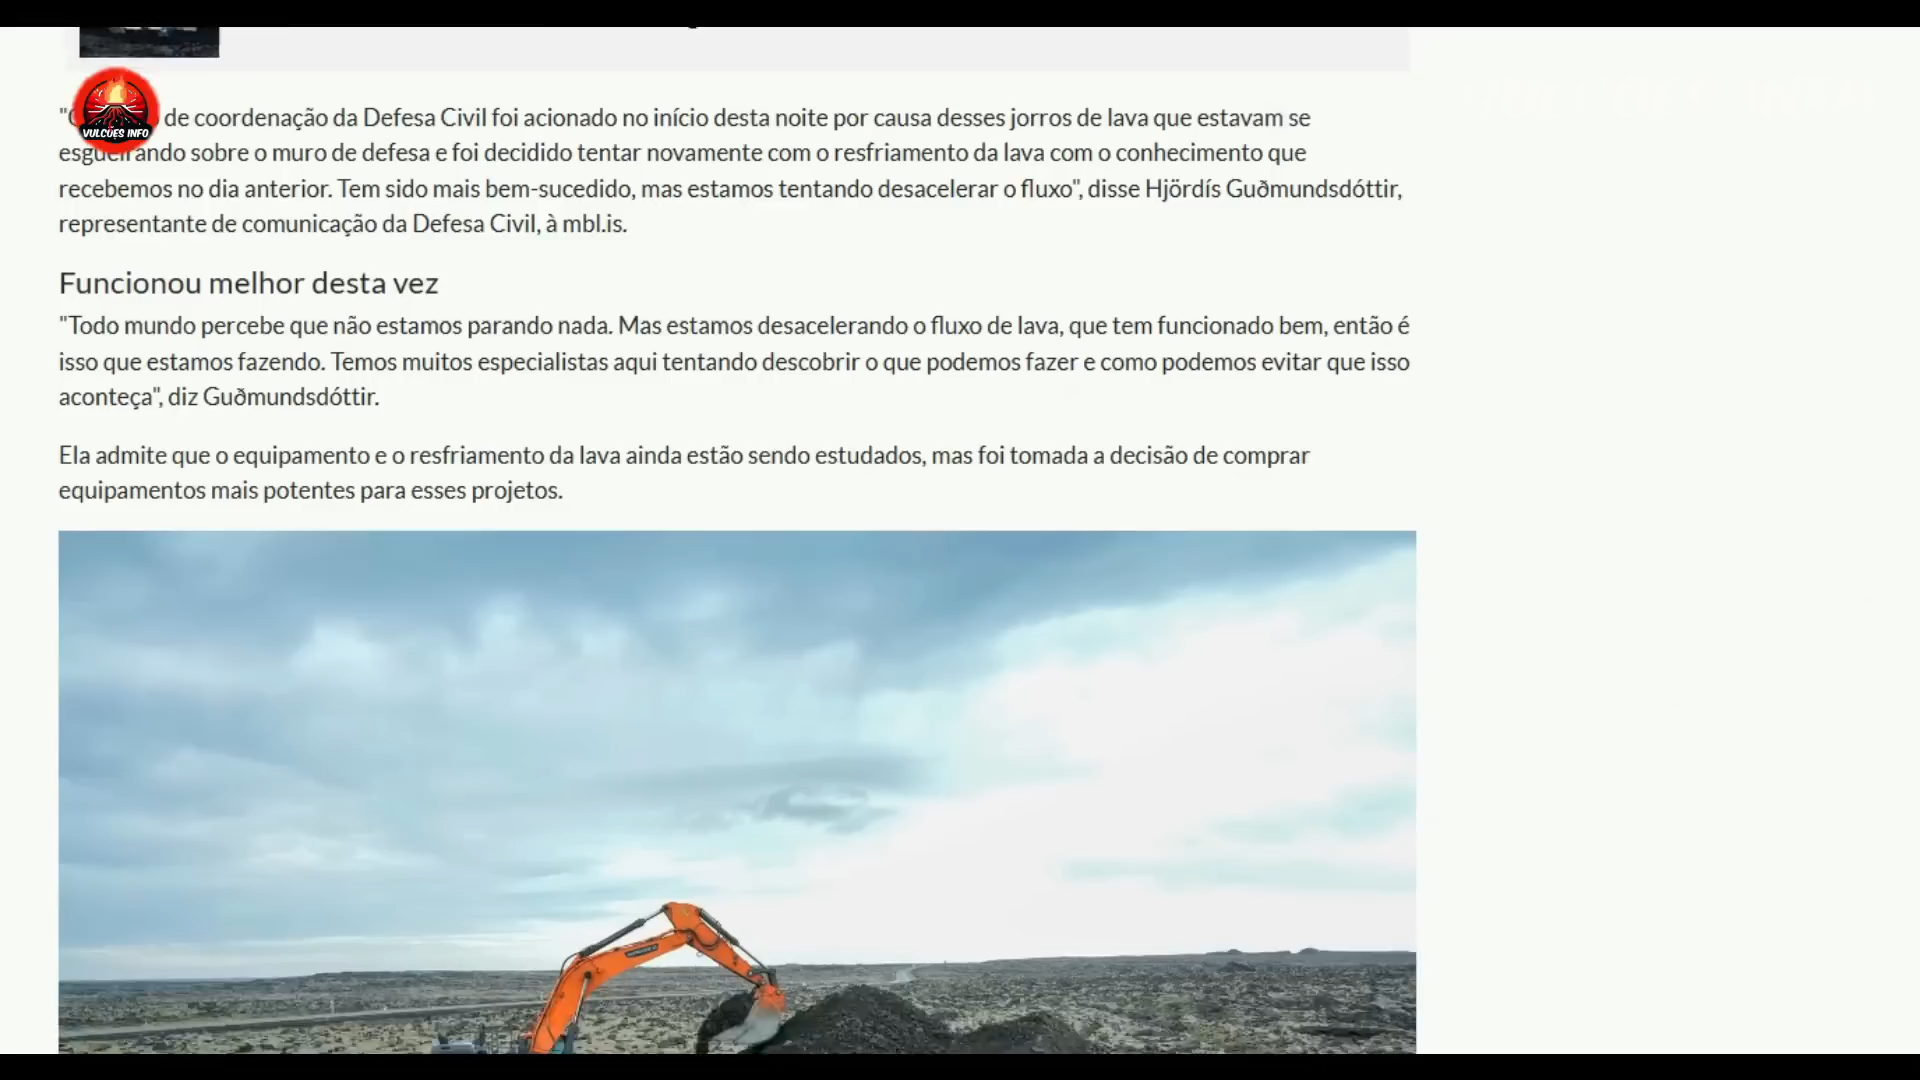 VULCÕES INFO
"C de coordenação da Defesa Civil foi acionado no início desta noite por causa desses jorros de lava que estavam se
esgueirando sobre o muro de defesa e foi decidido tentar novamente com o resfriamento da lava com o conhecimento que
recebemos no dia anterior. Tem sido mais bem-sucedido, mas estamos tentando desacelerar o fluxo", disse Hjördís Guðmundsdóttir,
representante de comunicação da Defesa Civil, à mbl.is.
Funcionou melhor desta vez
"Todo mundo percebe que não estamos parando nada. Mas estamos desacelerando o fluxo de lava, que tem funcionado bem, então é
isso que estamos fazendo. Temos muitos especialistas aqui tentando descobrir o que podemos fazer e como podemos evitar que isso
aconteça", diz Guðmundsdóttir.
Ela admite que o equipamento e o resfriamento da lava ainda estão sendo estudados, mas foi tomada a decisão de comprar
equipamentos mais potentes para esses projetos.